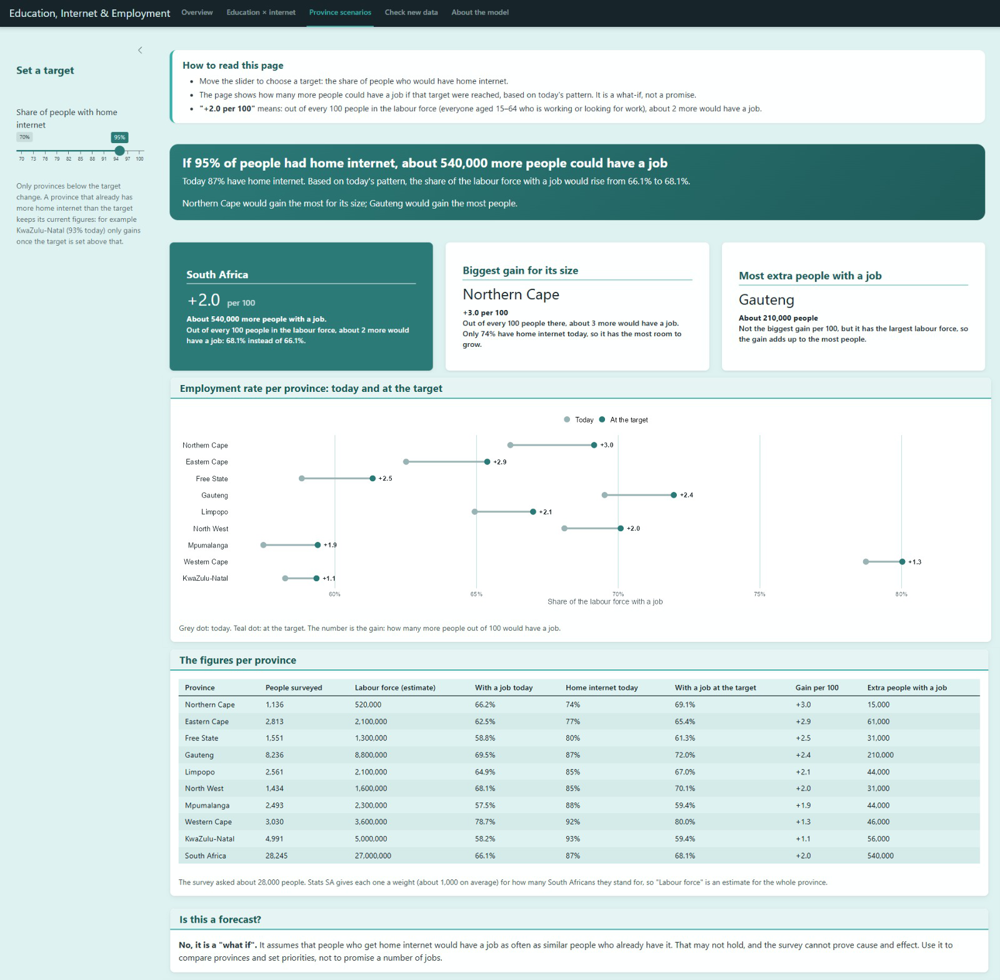 Education, Internet & Employment
Overview
Education × internet
Province scenarios
Check new data
About the model
Set a target
Share of people with home
internet
70%
95%
70 73 76 79 82 85 88 91 94 97 100
Only provinces below the target
change. A province that already has
more home internet than the target
keeps its current figures: for example
KwaZulu-Natal (93% today) only gains
once the target is set above that.
How to read this page
• Move the slider to choose a target: the share of people who would have home internet.
• The page shows how many more people could have a job if that target were reached, based on today's pattern. It is a what-if, not a promise.
• "+2.0 per 100" means: out of every 100 people in the labour force (everyone aged 15–64 who is working or looking for work), about 2 more would have a job.
If 95% of people had home internet, about 540,000 more people could have a job
Today 87% have home internet. Based on today's pattern, the share of the labour force with a job would rise from 66.1% to 68.1%.
Northern Cape would gain the most for its size; Gauteng would gain the most people.
South Africa
+2.0 per 100
About 540,000 more people with a job.
Out of every 100 people in the labour force, about 2 more would
have a job: 68.1% instead of 66.1%.
Biggest gain for its size
Northern Cape
+3.0 per 100
Out of every 100 people there, about 3 more would have a job.
Only 74% have home internet today, so it has the most room to
grow.
Most extra people with a job
Gauteng
About 210,000 people
Not the biggest gain per 100, but it has the largest labour force, so
the gain adds up to the most people.
Employment rate per province: today and at the target
Today At the target
Northern Cape +3.0
Eastern Cape +2.9
Free State +2.5
Gauteng +2.4
Limpopo +2.1
North West +2.0
Mpumalanga +1.9
Western Cape +1.3
KwaZulu-Natal +1.1
60% 65% 70% 75% 80%
Share of the labour force with a job
Grey dot: today. Teal dot: at the target. The number is the gain: how many more people out of 100 would have a job.
The figures per province
Province People surveyed Labour force (estimate) With a job today Home internet today With a job at the target Gain per 100 Extra people with a job
Northern Cape 1,136 520,000 66.2% 74% 69.1% +3.0 15,000
Eastern Cape 2,813 2,100,000 62.5% 77% 65.4% +2.9 61,000
Free State 1,551 1,300,000 58.8% 80% 61.3% +2.5 31,000
Gauteng 8,236 8,800,000 69.5% 87% 72.0% +2.4 210,000
Limpopo 2,561 2,100,000 64.9% 85% 67.0% +2.1 44,000
North West 1,434 1,600,000 68.1% 85% 70.1% +2.0 31,000
Mpumalanga 2,493 2,300,000 57.5% 88% 59.4% +1.9 44,000
Western Cape 3,030 3,600,000 78.7% 92% 80.0% +1.3 46,000
KwaZulu-Natal 4,991 5,000,000 58.2% 93% 59.4% +1.1 56,000
South Africa 28,245 27,000,000 66.1% 87% 68.1% +2.0 540,000
The survey asked about 28,000 people. Stats SA gives each one a weight (about 1,000 on average) for how many South Africans they stand for, so "Labour force" is an estimate for the whole province.
Is this a forecast?
No, it is a "what if". It assumes that people who get home internet would have a job as often as similar people who already have it. That may not hold, and the survey cannot prove cause and effect. Use it to
compare provinces and set priorities, not to promise a number of jobs.